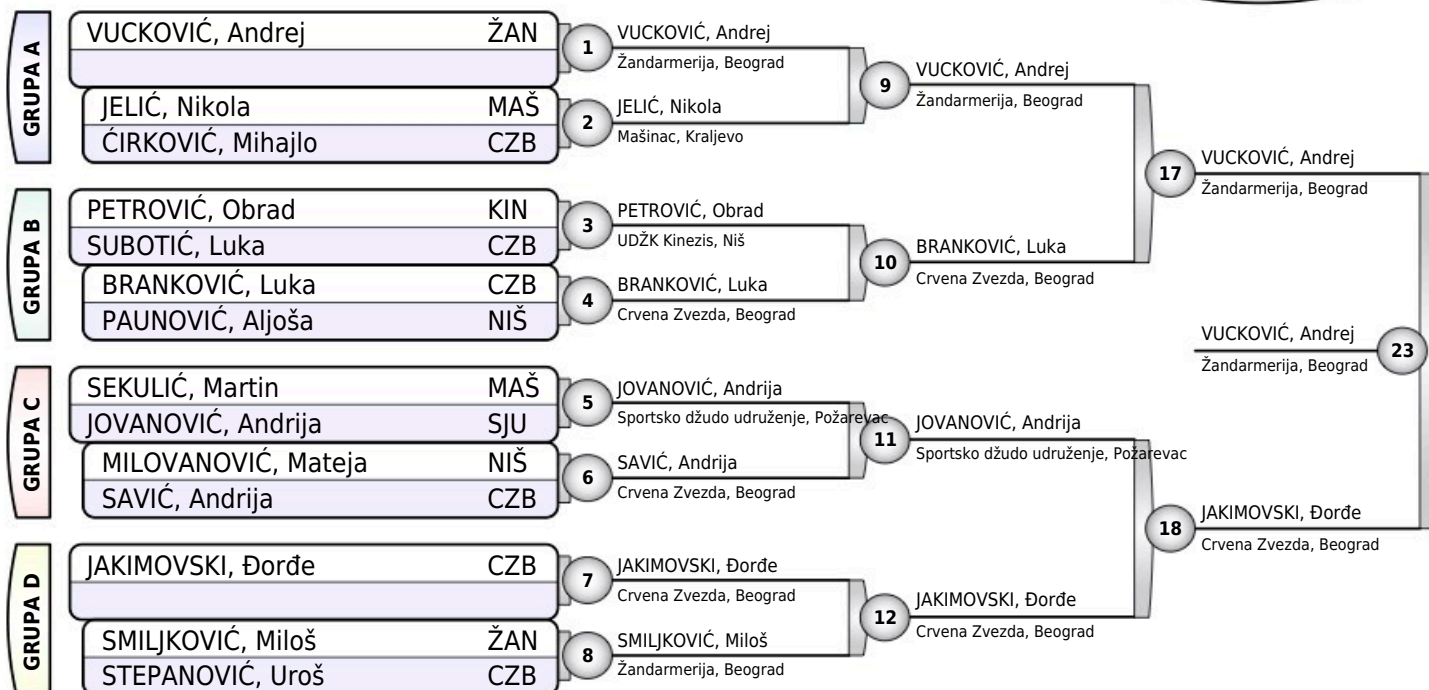 GRUPA A
VUCKOVIĆ, Andrej ŽAN
JELIĆ, Nikola MAŠ
ĆIRKOVIĆ, Mihajlo CZB
GRUPA B
PETROVIĆ, Obrad KIN
SUBOTIĆ, Luka CZB
BRANKOVIĆ, Luka CZB
PAUNOVIĆ, Aljoša NIŠ
GRUPA C
SEKULIĆ, Martin MAŠ
JOVANOVIĆ, Andrija SJU
MILOVANOVIĆ, Mateja NIŠ
SAVIĆ, Andrija CZB
GRUPA D
JAKIMOVSKI, Đorđe CZB
SMILJKOVIĆ, Miloš ŽAN
STEPANOVIĆ, Uroš CZB
1
VUCKOVIĆ, Andrej
Žandarmerija, Beograd
2
JELIĆ, Nikola
Mašinac, Kraljevo
3
PETROVIĆ, Obrad
UDŽK Kinezis, Niš
4
BRANKOVIĆ, Luka
Crvena Zvezda, Beograd
5
JOVANOVIĆ, Andrija
Sportsko džudo udruženje, Požarevac
6
SAVIĆ, Andrija
Crvena Zvezda, Beograd
7
JAKIMOVSKI, Đorđe
Crvena Zvezda, Beograd
8
SMILJKOVIĆ, Miloš
Žandarmerija, Beograd
9
VUCKOVIĆ, Andrej
Žandarmerija, Beograd
10
BRANKOVIĆ, Luka
Crvena Zvezda, Beograd
11
JOVANOVIĆ, Andrija
Sportsko džudo udruženje, Požarevac
12
JAKIMOVSKI, Đorđe
Crvena Zvezda, Beograd
17
VUCKOVIĆ, Andrej
Žandarmerija, Beograd
18
JAKIMOVSKI, Đorđe
Crvena Zvezda, Beograd
VUCKOVIĆ, Andrej
Žandarmerija, Beograd
23